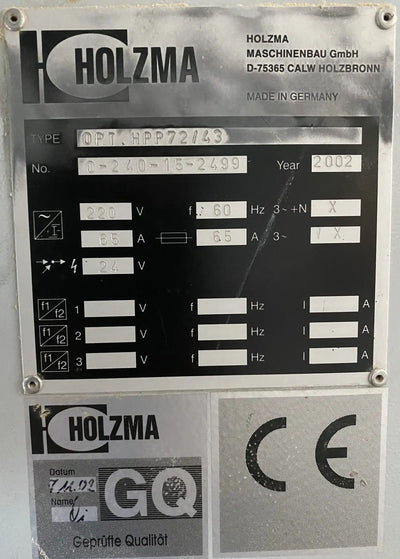 HOLZMA
HOLZMA
MASCHINENBAU GmbH
D-75365 CALW HOLZBRONN
MADE IN GERMANY
TYPE OPT.HPP72/43
No. 0-240-15-2499 Year 2002
220 V f 60 Hz 3~+N X
65 A 65 A 3~ / X
4 24 V
f1/f2 1 V f Hz I A
f1/f2 2 V f Hz I A
f1/f2 3 V f Hz I A
HOLZMA
Datum
Name
GQ
Geprüfte Qualität
CE